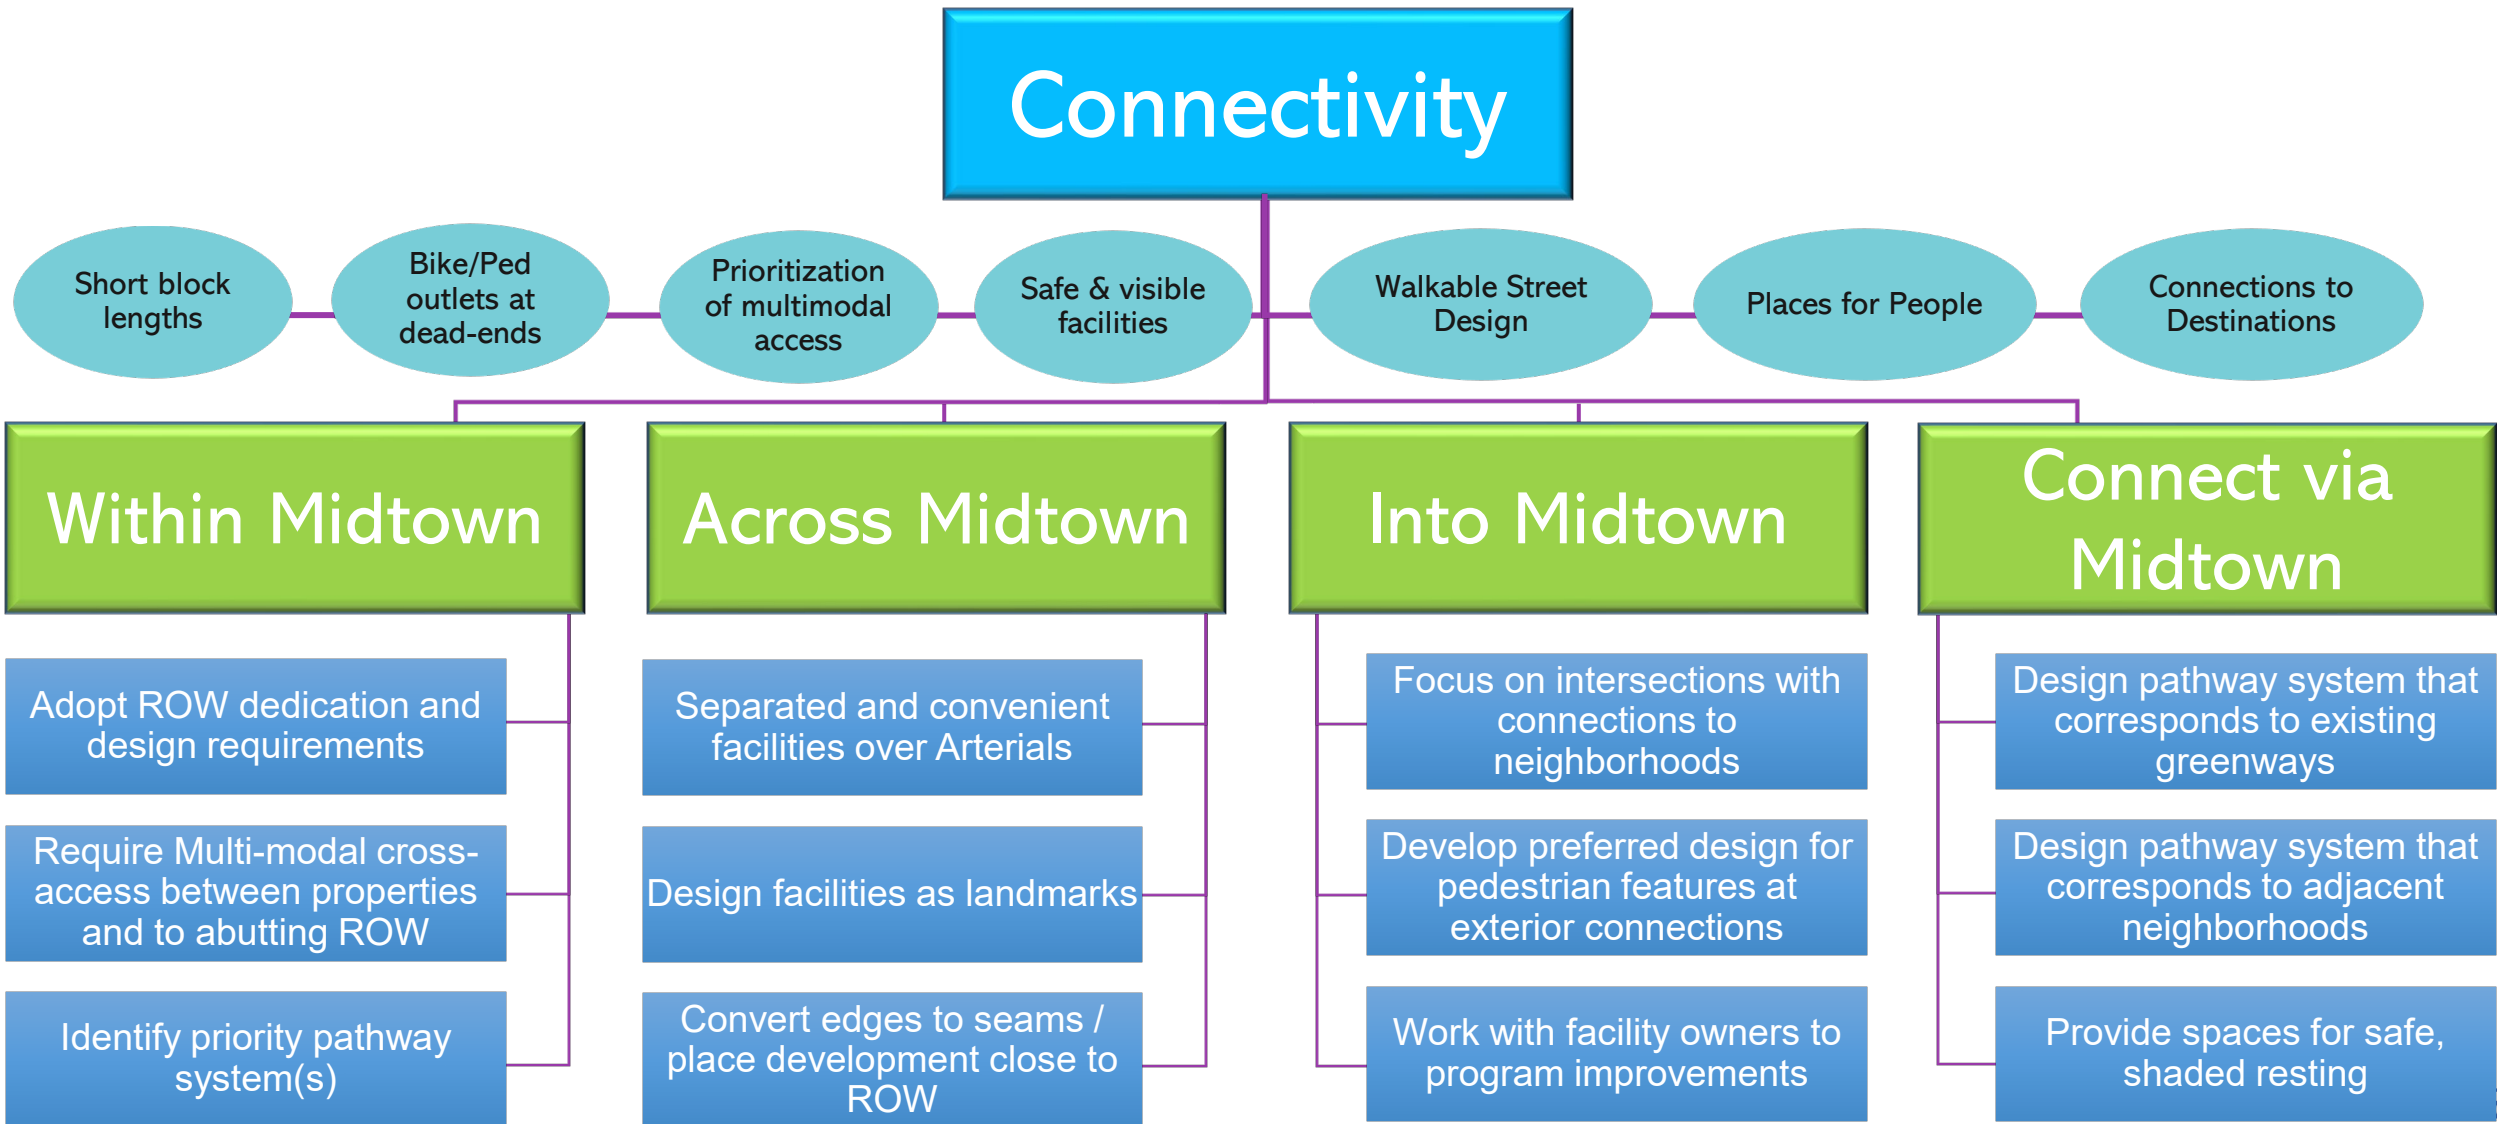 Connectivity
Short block
lengths
Bike/Ped
outlets at
dead-ends
Prioritization
of multimodal
access
Safe & visible
facilities
Walkable Street
Design
Places for People
Connections to
Destinations
Within Midtown
Adopt ROW dedication and
design requirements
Require Multi-modal cross-
access between properties
and to abutting ROW
Identify priority pathway
system(s)
Across Midtown
Separated and convenient
facilities over Arterials
Design facilities as landmarks
Convert edges to seams /
place development close to
ROW
Into Midtown
Focus on intersections with
connections to
neighborhoods
Develop preferred design for
pedestrian features at
exterior connections
Work with facility owners to
program improvements
Connect via
Midtown
Design pathway system that
corresponds to existing
greenways
Design pathway system that
corresponds to adjacent
neighborhoods
Provide spaces for safe,
shaded resting